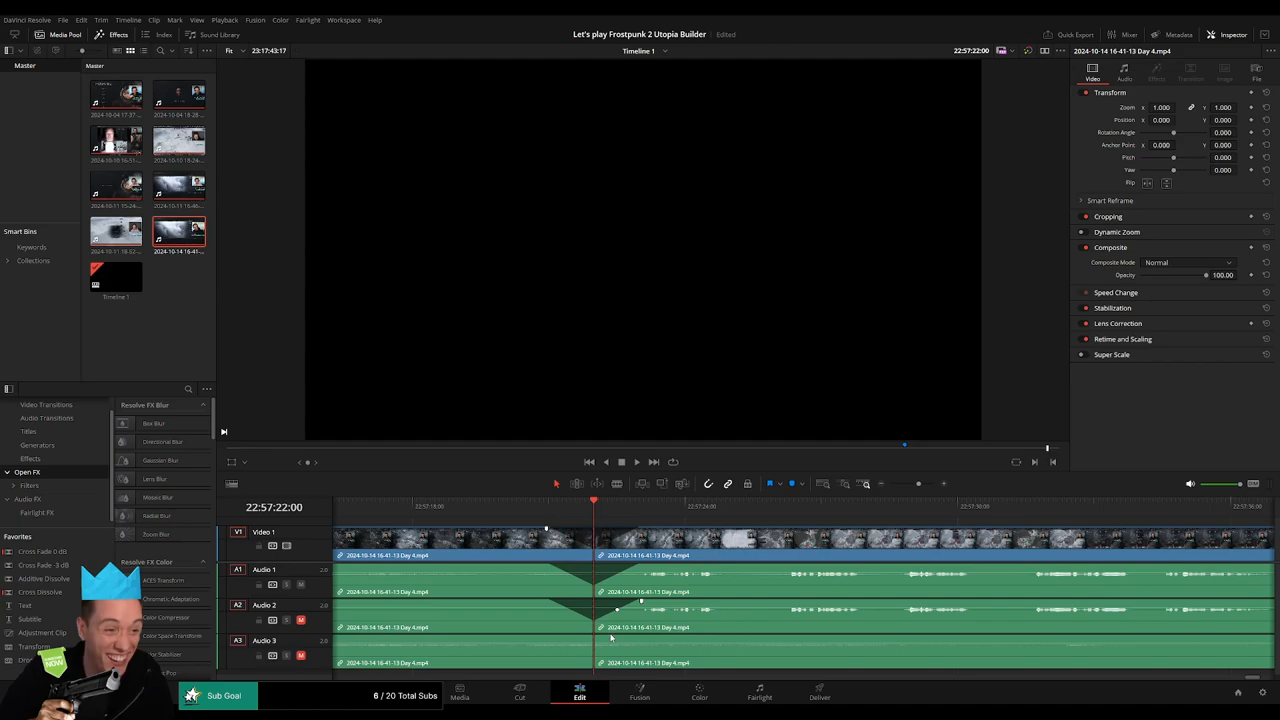 DaVinci Resolve File Edit Trim Timeline Clip Mark View Playback Fusion Color Fairlight Workspace Help
Media Pool Effects Index Sound Library
Let's play Frostpunk 2 Utopia Builder Edited
Quick Export Mixer Metadata Inspector
Fit 23:17:43:17
Timeline 1
22:57:22:00
2024-10-14 16-41-13 Day 4.mp4
Master
Master
Video Audio Effects Transition Image File
2024-10-04 17-37-...
2024-10-04 18-28-...
2024-10-10 16-51-...
2024-10-10 18-24-...
2024-10-11 15-24-...
2024-10-11 16-46-...
2024-10-11 18-52-...
2024-10-14 16-41-...
Timeline 1
Smart Bins
Keywords
Collections
Transform
Zoom X 1.000 Y 1.000
Position X 0.000 Y 0.000
Rotation Angle 0.000
Anchor Point X 0.000 Y 0.000
Pitch 0.000
Yaw 0.000
Flip
Smart Reframe
Cropping
Dynamic Zoom
Composite
Composite Mode Normal
Opacity 100.00
Speed Change
Stabilization
Lens Correction
Retime and Scaling
Super Scale
Video Transitions
Audio Transitions
Titles
Generators
Effects
Open FX
Filters
Audio FX
Fairlight FX
Favorites
Cross Fade 0 dB
Cross Fade -3 dB
Additive Dissolve
Cross Dissolve
Text
Subtitle
Adjustment Clip
Transform
Resolve FX Blur
Box Blur
Directional Blur
Gaussian Blur
Lens Blur
Mosaic Blur
Radial Blur
Zoom Blur
Resolve FX Color
ACES Transform
Chromatic Adaptation
Color Compressor
Color Space Transform
22:57:22:00
22:57:18:00 22:57:24:00 22:57:30:00 22:57:36:00
V1 Video 1
2024-10-14 16-41-13 Day 4.mp4 2024-10-14 16-41-13 Day 4.mp4
A1 Audio 1 2.0
S M
2024-10-14 16-41-13 Day 4.mp4 2024-10-14 16-41-13 Day 4.mp4
A2 Audio 2 2.0
S M
2024-10-14 16-41-13 Day 4.mp4 2024-10-14 16-41-13 Day 4.mp4
A3 Audio 3 2.0
S M
2024-10-14 16-41-13 Day 4.mp4 2024-10-14 16-41-13 Day 4.mp4
NOW
Sub Goal 6 / 20 Total Subs
Media Cut Edit Fusion Color Fairlight Deliver